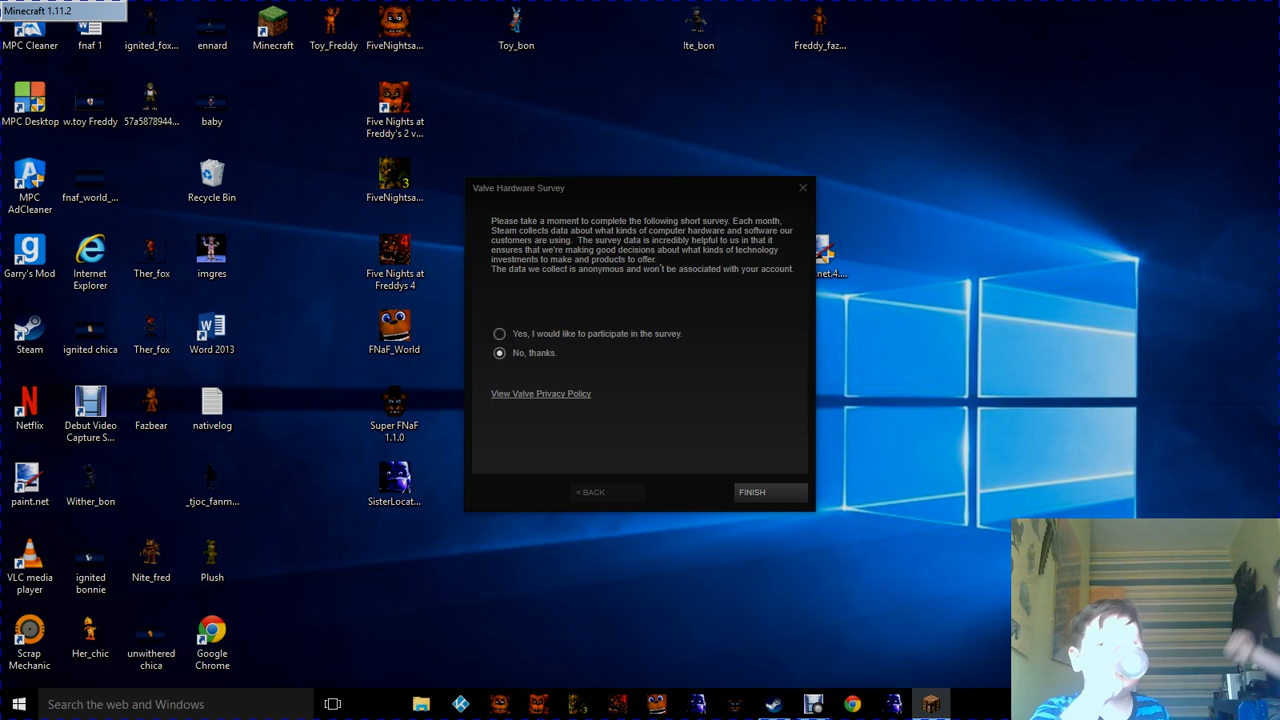 Minecraft 1.11.2
MPC Cleaner
fnaf 1
ignited_fox...
ennard
Minecraft
Toy_Freddy
FiveNightsa...
Toy_bon
Ite_bon
Freddy_faz...
MPC Desktop
w.toy Freddy
57a5878944...
baby
Five Nights at
Freddy's 2 v...
MPC
AdCleaner
fnaf_world_...
Recycle Bin
FiveNightsa...
Garry's Mod
Internet
Explorer
Ther_fox
imgres
Five Nights at
Freddys 4
net.4....
Steam
ignited chica
Ther_fox
Word 2013
FNaF_World
Netflix
Debut Video
Capture S...
Fazbear
nativelog
Super FNaF
1.1.0
paint.net
Wither_bon
_tjoc_fanm...
SisterLocat...
VLC media
player
ignited
bonnie
Nite_fred
Plush
Scrap
Mechanic
Her_chic
unwithered
chica
Google
Chrome
Valve Hardware Survey
Please take a moment to complete the following short survey. Each month,
Steam collects data about what kinds of computer hardware and software our
customers are using. The survey data is incredibly helpful to us in that it
ensures that we're making good decisions about what kinds of technology
investments to make and products to offer.
The data we collect is anonymous and won't be associated with your account.
Yes, I would like to participate in the survey.
No, thanks.
View Valve Privacy Policy
< BACK
FINISH
Search the web and Windows